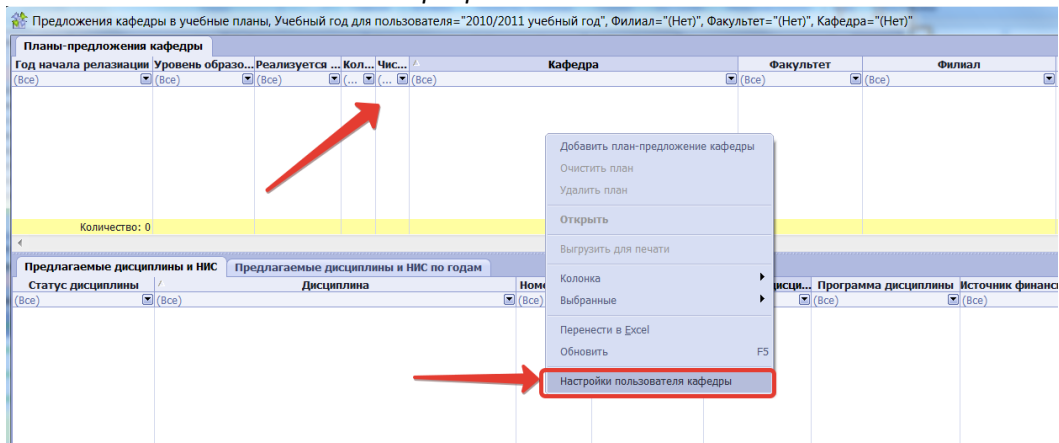 Предложения кафедры в учебные планы, Учебный год для пользователя="2010/2011 учебный год", Филиал="(Нет)", Факультет="(Нет)", Кафедра="(Нет)"
Планы-предложения кафедры
Год начала релазиации Уровень образо... Реализуется ... Кол... Чис... Кафедра Факультет Филиал
(Все) (Все) (Все) (... (... (Все) (Все) (Все)
Добавить план-предложение кафедры
Очистить план
Удалить план
Открыть
Количество: 0
Выгрузить для печати
Предлагаемые дисциплины и НИС Предлагаемые дисциплины и НИС по годам
Колонка
Статус дисциплины Дисциплина Программа дисциплины
(Все) (Все) (Все) Выбранные (Все) (Все)
Перенести в Excel
Обновить F5
Настройки пользователя кафедры